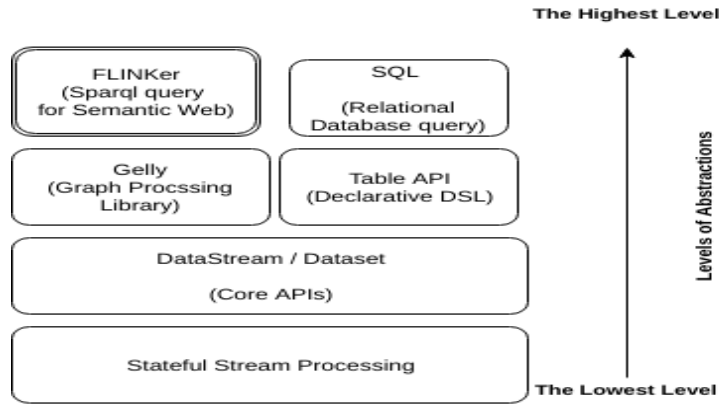 The Highest Level
FLINKer
(Sparql query
for Semantic Web)
SQL
(Relational
Database query)
Gelly
(Graph Procssing
Library)
Table API
(Declarative DSL)
Levels of Abstractions
DataStream / Dataset
(Core APIs)
Stateful Stream Processing
The Lowest Level